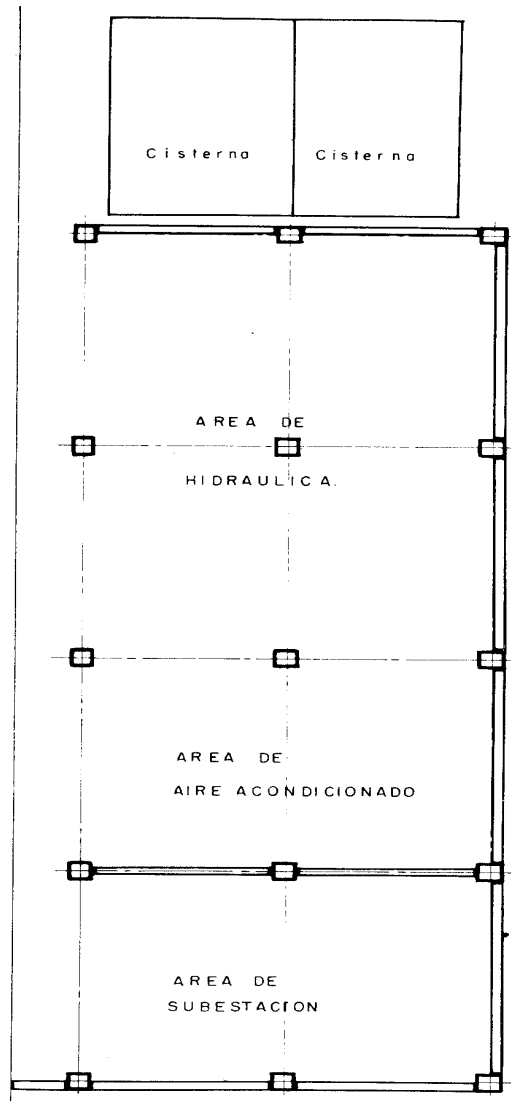 Cisterna Cisterna
AREA DE
HIDRAULICA.
AREA DE
AIRE ACONDICIONADO
AREA DE
SUBESTACION